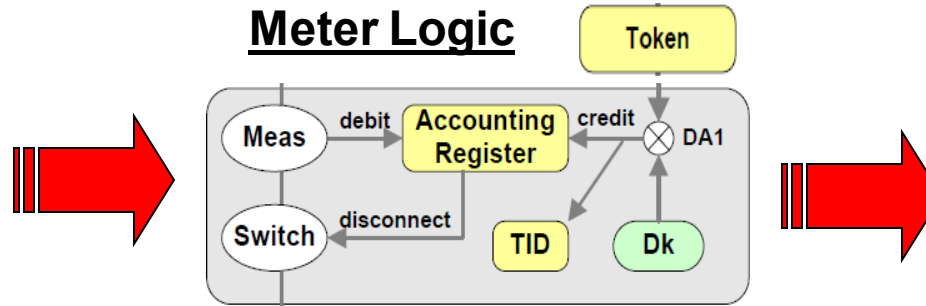 Meter Logic
Token
Meas
debit
Accounting
Register
credit
DA1
Switch
disconnect
TID
Dk